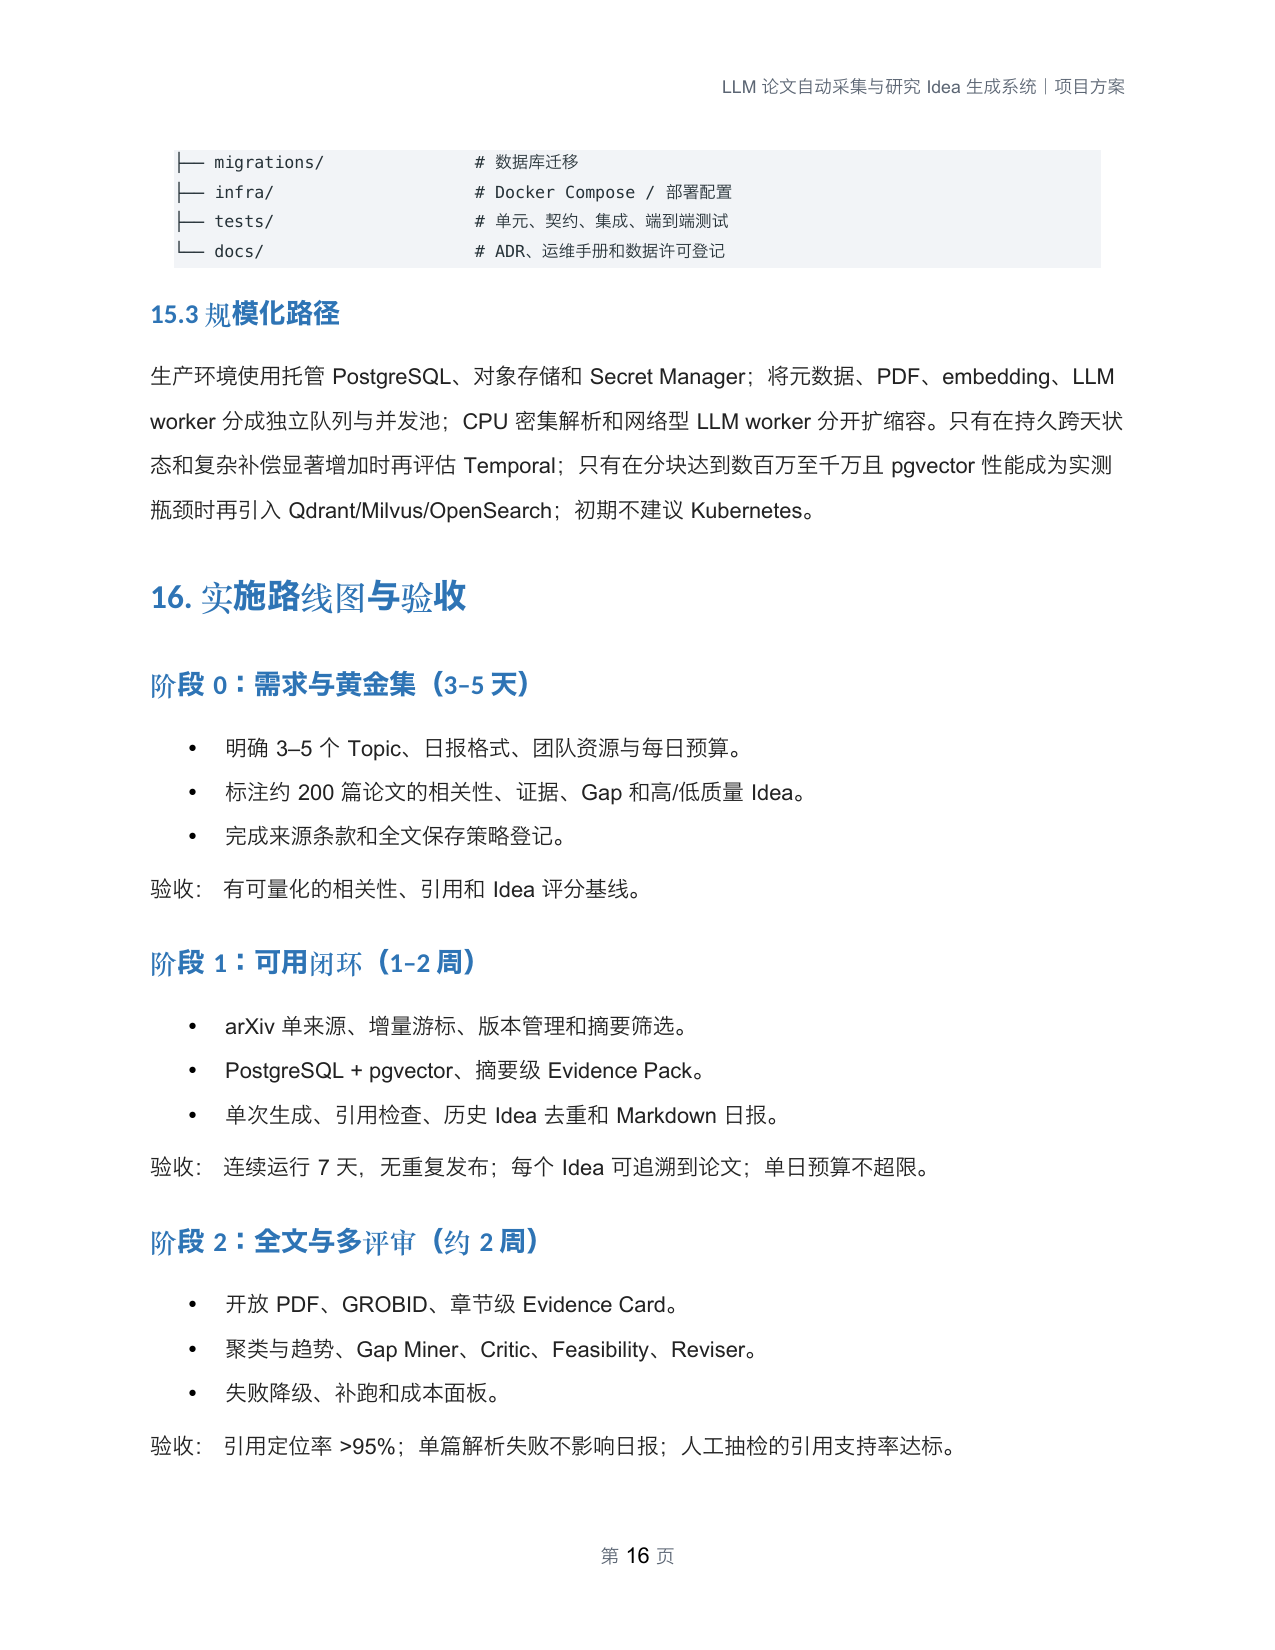 LLM 论文自动采集与研究 Idea 生成系统｜项目方案
├── migrations/ # 数据库迁移
├── infra/ # Docker Compose / 部署配置
├── tests/ # 单元、契约、集成、端到端测试
└── docs/ # ADR、运维手册和数据许可登记
15.3 规模化路径
生产环境使用托管 PostgreSQL、对象存储和 Secret Manager；将元数据、PDF、embedding、LLM
worker 分成独立队列与并发池；CPU 密集解析和网络型 LLM worker 分开扩缩容。只有在持久跨天状
态和复杂补偿显著增加时再评估 Temporal；只有在分块达到数百万至千万且 pgvector 性能成为实测
瓶颈时再引入 Qdrant/Milvus/OpenSearch；初期不建议 Kubernetes。
16. 实施路线图与验收
阶段 0：需求与黄金集（3–5 天）
• 明确 3–5 个 Topic、日报格式、团队资源与每日预算。
• 标注约 200 篇论文的相关性、证据、Gap 和高/低质量 Idea。
• 完成来源条款和全文保存策略登记。
验收： 有可量化的相关性、引用和 Idea 评分基线。
阶段 1：可用闭环（1–2 周）
• arXiv 单来源、增量游标、版本管理和摘要筛选。
• PostgreSQL + pgvector、摘要级 Evidence Pack。
• 单次生成、引用检查、历史 Idea 去重和 Markdown 日报。
验收： 连续运行 7 天，无重复发布；每个 Idea 可追溯到论文；单日预算不超限。
阶段 2：全文与多评审（约 2 周）
• 开放 PDF、GROBID、章节级 Evidence Card。
• 聚类与趋势、Gap Miner、Critic、Feasibility、Reviser。
• 失败降级、补跑和成本面板。
验收： 引用定位率 >95%；单篇解析失败不影响日报；人工抽检的引用支持率达标。
第 16 页